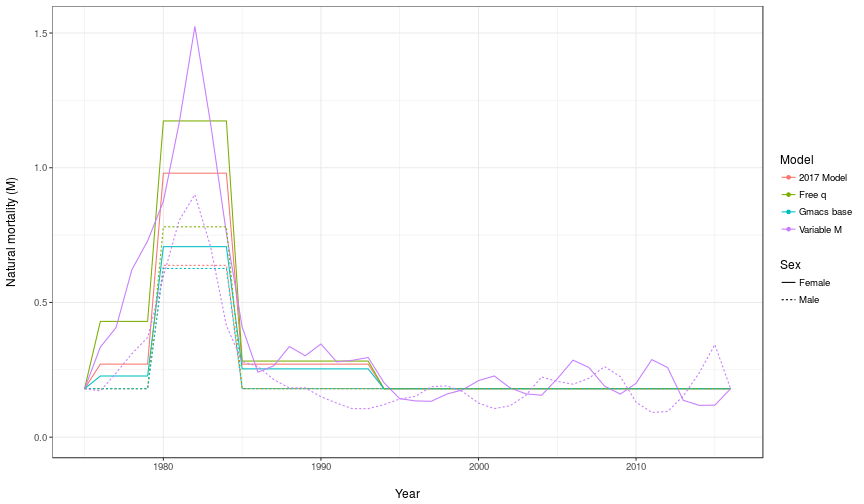 Natural mortality (M)
1.5
1.0
0.5
0.0
1980
1990
2000
2010
Year
Model
2017 Model
Free q
Gmacs base
Variable M
Sex
Female
Male